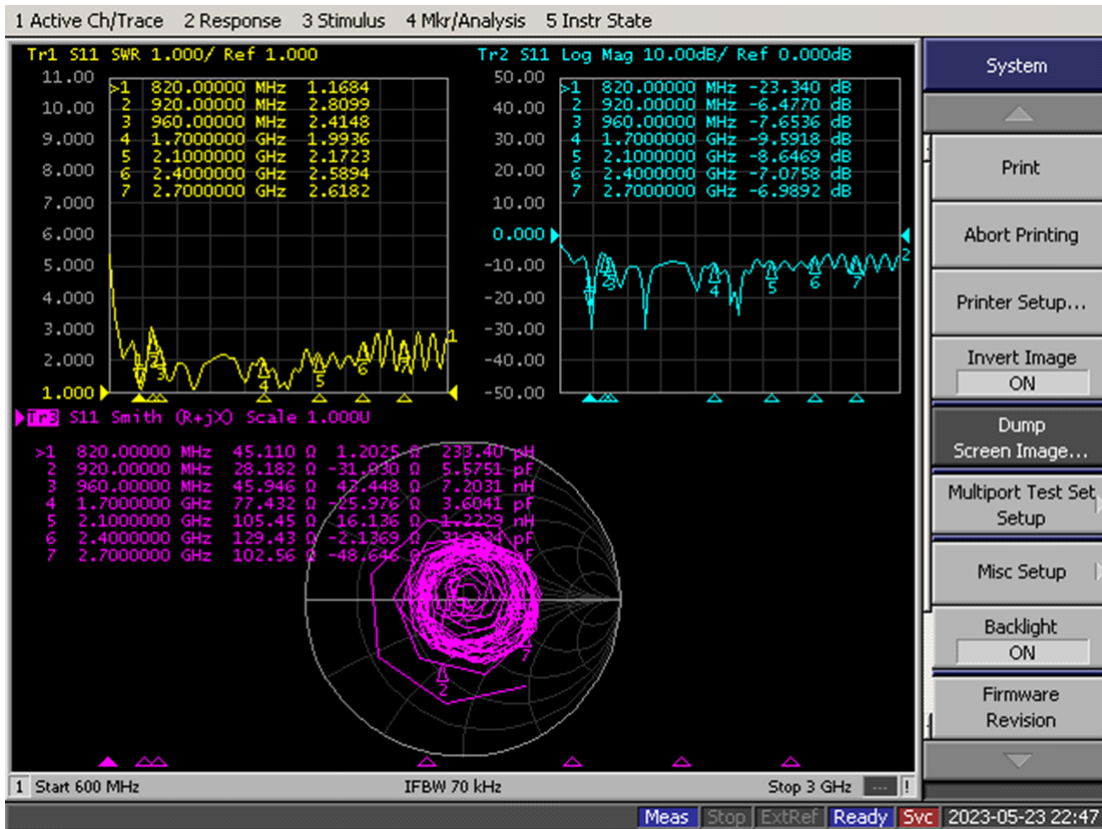 1 Active Ch/Trace 2 Response 3 Stimulus 4 Mkr/Analysis 5 Instr State
Tr1 S11 SWR 1.000/ Ref 1.000
11.00
10.00
9.000
8.000
7.000
6.000
5.000
4.000
3.000
2.000
1.000
>1 820.00000 MHz 1.1684
2 920.00000 MHz 2.8099
3 960.00000 MHz 2.4148
4 1.7000000 GHz 1.9936
5 2.1000000 GHz 2.1723
6 2.4000000 GHz 2.5894
7 2.7000000 GHz 2.6182
1
3
4
5
6
Tr2 S11 Log Mag 10.00dB/ Ref 0.000dB
50.00
40.00
30.00
20.00
10.00
0.000
-10.00
-20.00
-30.00
-40.00
-50.00
>1 820.00000 MHz -23.340 dB
2 920.00000 MHz -6.4770 dB
3 960.00000 MHz -7.6536 dB
4 1.7000000 GHz -9.5918 dB
5 2.1000000 GHz -8.6469 dB
6 2.4000000 GHz -7.0758 dB
7 2.7000000 GHz -6.9892 dB
2
4
5
6
7
Tr3 S11 Smith (R+jX) Scale 1.000U
>1 820.00000 MHz 45.110 Ω 1.2025 Ω 233.40 pH
2 920.00000 MHz 28.182 Ω -31.030 Ω 5.5751 pF
3 960.00000 MHz 45.946 Ω 42.448 Ω 7.2031 nH
4 1.7000000 GHz 77.432 Ω -25.976 Ω 3.6041 pF
5 2.1000000 GHz 105.45 Ω 16.136 Ω 1.2229 nH
6 2.4000000 GHz 129.43 Ω -2.1369 Ω pF
7 2.7000000 GHz 102.56 Ω -48.646 Ω
7
2
1 Start 600 MHz IFBW 70 kHz Stop 3 GHz --- !
Meas Stop ExtRef Ready Svc 2023-05-23 22:47
System
Print
Abort Printing
Printer Setup...
Invert Image
ON
Dump
Screen Image...
Multiport Test Set
Setup
Misc Setup
Backlight
ON
Firmware
Revision